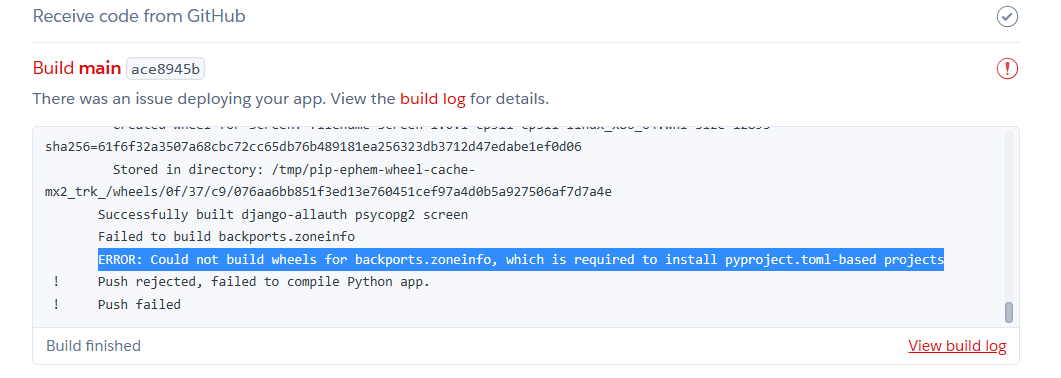 Receive code from GitHub
Build main ace8945b
There was an issue deploying your app. View the build log for details.
sha256=61f6f32a3507a68cbc72cc65db76b489181ea256323db3712d47edabe1ef0d06
Stored in directory: /tmp/pip-ephem-wheel-cache-
mx2_trk_/wheels/0f/37/c9/076aa6bb851f3ed13e760451cef97a4d0b5a927506af7d7a4e
Successfully built django-allauth psycopg2 screen
Failed to build backports.zoneinfo
ERROR: Could not build wheels for backports.zoneinfo, which is required to install pyproject.toml-based projects
! Push rejected, failed to compile Python app.
! Push failed
Build finished
View build log